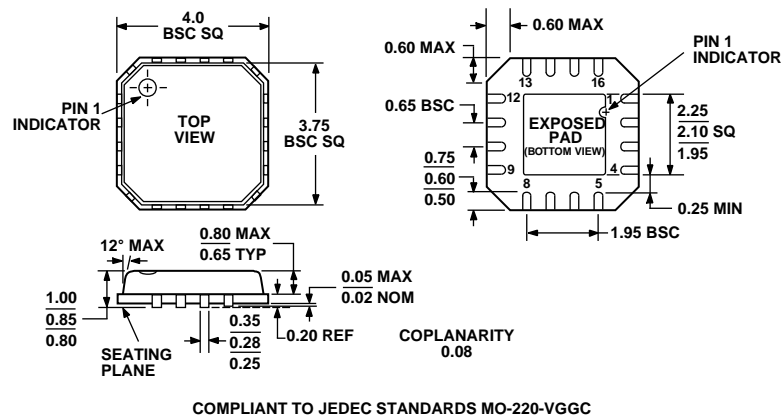 4.0
BSC SQ
0.60 MAX
0.60 MAX
PIN 1
INDICATOR
13
16
12
1
PIN 1
INDICATOR
TOP
VIEW
3.75
BSC SQ
0.65 BSC
EXPOSED
PAD
(BOTTOM VIEW)
2.25
2.10 SQ
1.95
0.75
0.60
0.50
9
4
8
5
0.25 MIN
1.95 BSC
12° MAX
0.80 MAX
0.65 TYP
0.05 MAX
0.02 NOM
1.00
0.85
0.80
0.35
0.28
0.25
0.20 REF
COPLANARITY
0.08
SEATING
PLANE
COMPLIANT TO JEDEC STANDARDS MO-220-VGGC